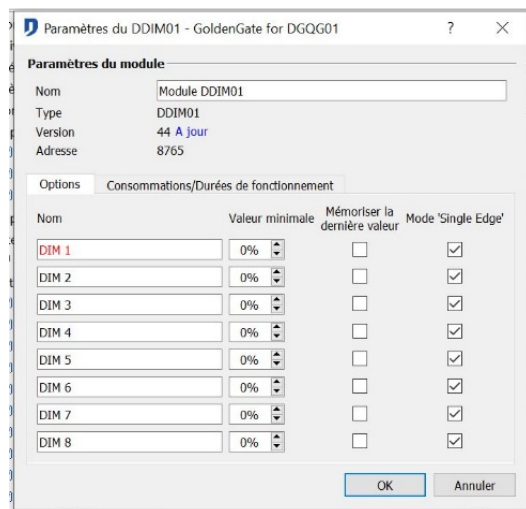 Paramètres du DDIM01 - GoldenGate for DGQG01 ?
Paramètres du module
Nom Module DDIM01
Type DDIM01
Version 44 A jour
Adresse 8765
Options Consommations/Durées de fonctionnement
Nom Valeur minimale Mémoriser la dernière valeur Mode 'Single Edge'
DIM 1 0%
DIM 2 0%
DIM 3 0%
DIM 4 0%
DIM 5 0%
DIM 6 0%
DIM 7 0%
DIM 8 0%
OK Annuler